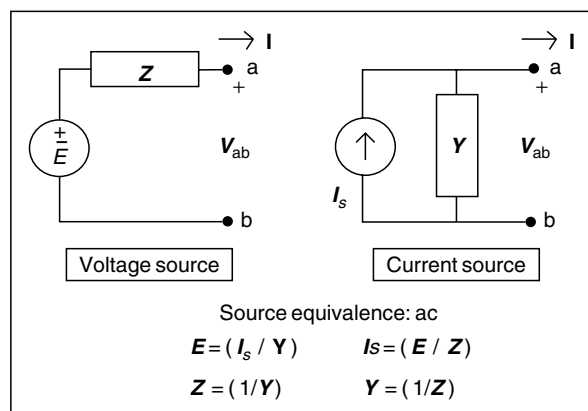 I
I
Z
a
a
+
+
±
E
V_ab
Y
V_ab
I_s
b
b
Voltage source
Current source
Source equivalence: ac
E = ( I_s / Y ) Is = ( E / Z )
Z = ( 1/Y ) Y = (1/Z )